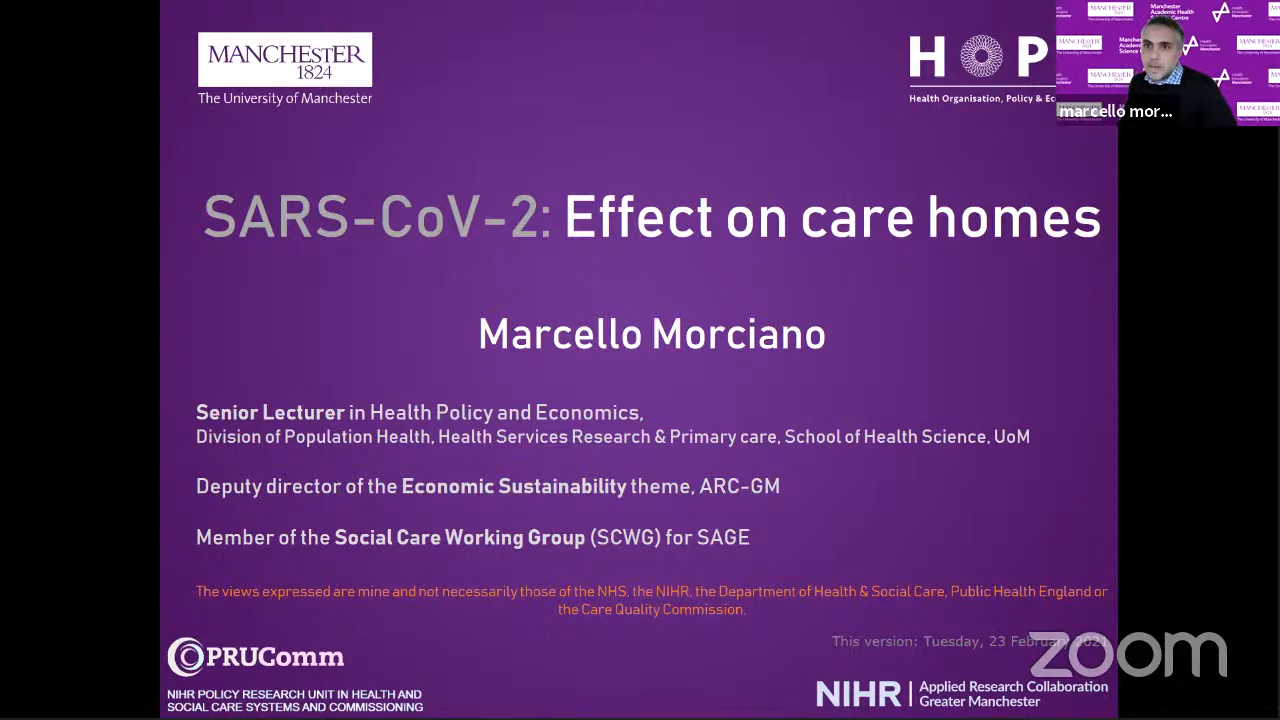 MANCHESTER
1824
The University of Manchester
HOP
Health Organisation, Policy & Ec
marcello mor...
SARS-CoV-2: Effect on care homes
Marcello Morciano
Senior Lecturer in Health Policy and Economics,
Division of Population Health, Health Services Research & Primary care, School of Health Science, UoM
Deputy director of the Economic Sustainability theme, ARC-GM
Member of the Social Care Working Group (SCWG) for SAGE
The views expressed are mine and not necessarily those of the NHS, the NIHR, the Department of Health & Social Care, Public Health England or
the Care Quality Commission.
This version: Tuesday, 23 February 2021
zoom
PRUComm
NIHR POLICY RESEARCH UNIT IN HEALTH AND
SOCIAL CARE SYSTEMS AND COMMISSIONING
NIHR | Applied Research Collaboration
Greater Manchester